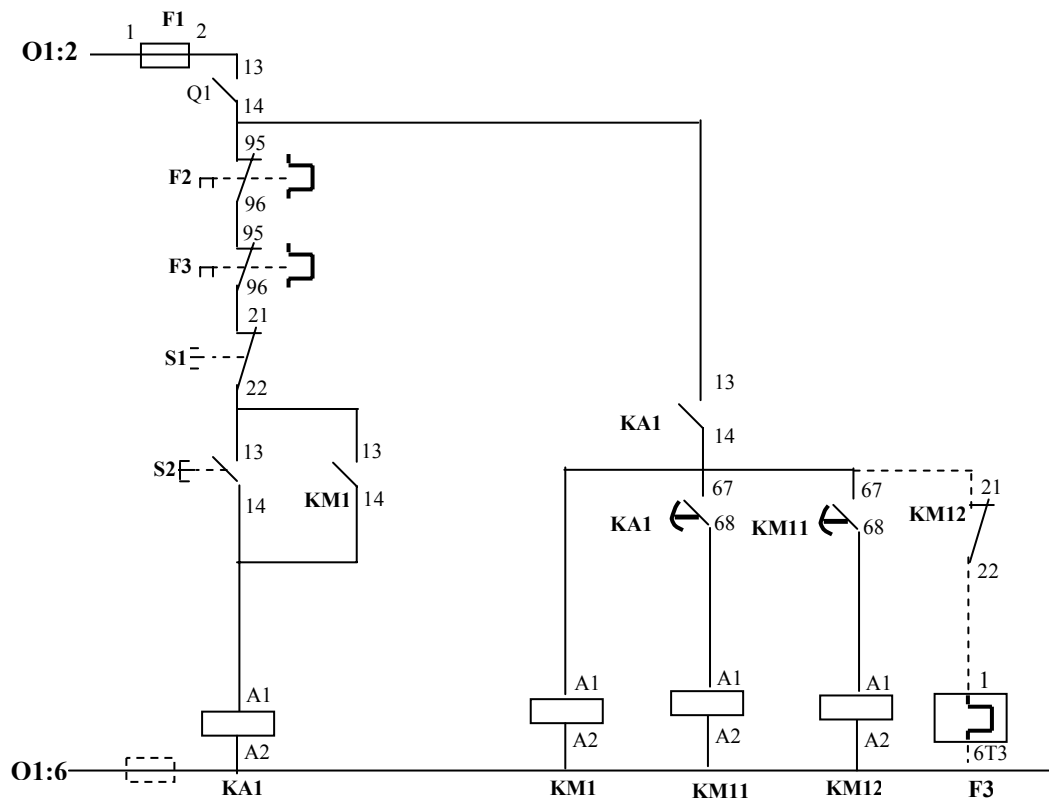 F1
1 2
O1:2
13
Q1
14
95
F2
96
95
F3
96
21
S1
22
13
KA1
14
13 13
S2
KM1
14 14
67 67 21
KA1 68 KM11 68 KM12
22
A1 A1 A1 A1 1
A2 A2 A2 A2 6T3
O1:6
KA1 KM1 KM11 KM12 F3